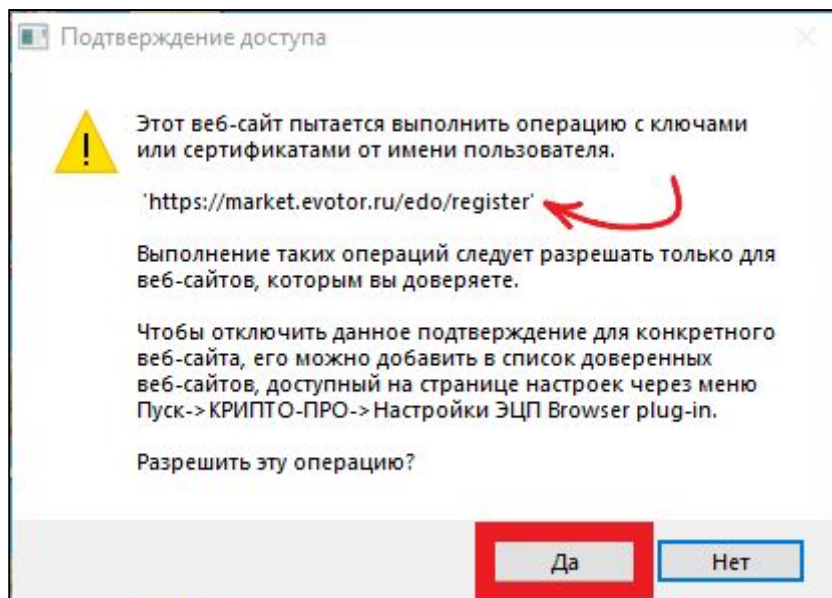 Подтверждение доступа
Этот веб-сайт пытается выполнить операцию с ключами
или сертификатами от имени пользователя.
'https://market.evotor.ru/edo/register'
Выполнение таких операций следует разрешать только для
веб-сайтов, которым вы доверяете.
Чтобы отключить данное подтверждение для конкретного
веб-сайта, его можно добавить в список доверенных
веб-сайтов, доступный на странице настроек через меню
Пуск->КРИПТО-ПРО->Настройки ЭЦП Browser plug-in.
Разрешить эту операцию?
Да
Нет